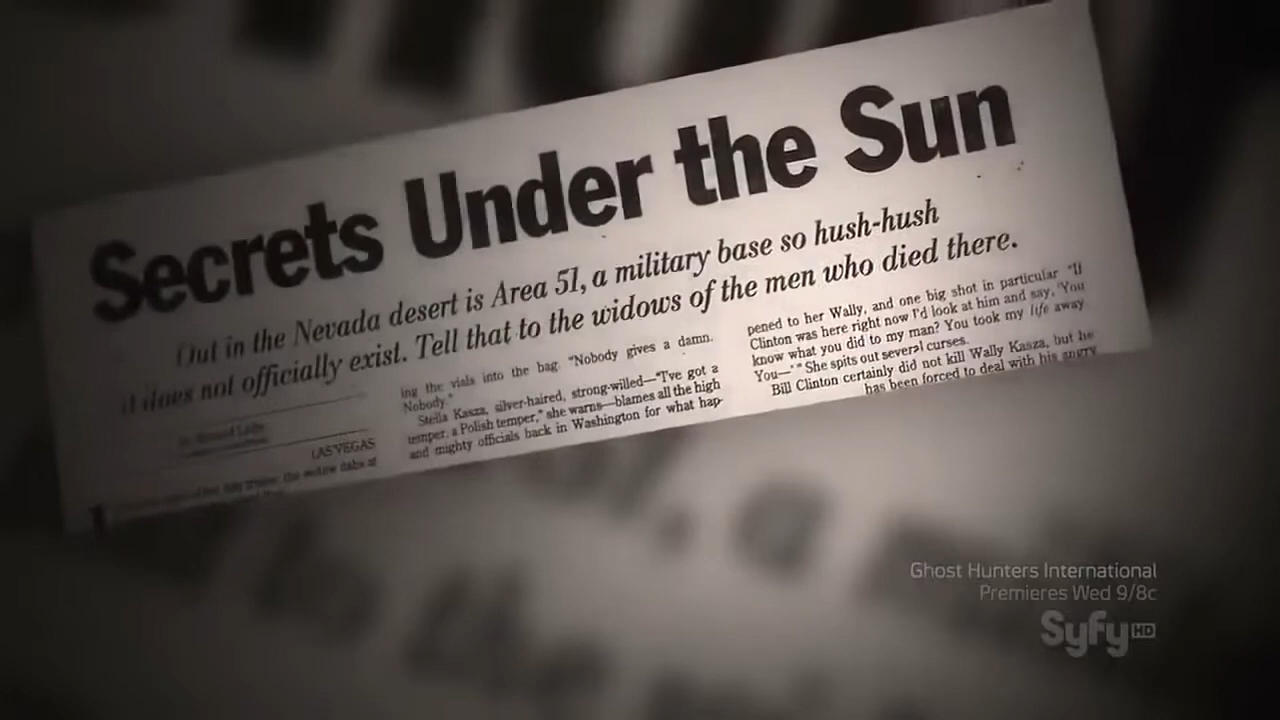 Secrets Under the Sun
Out in the Nevada desert is Area 51, a military base so hush-hush
it does not officially exist. Tell that to the widows of the men who died there.
LAS VEGAS
ing the vials into the bag. "Nobody gives a damn.
Nobody."
Stella Kasza, silver-haired, strong-willed—"I've got a
temper, a Polish temper," she warns—blames all the high
and mighty officials back in Washington for what hap-
pened to her Wally, and one big shot in particular "If
Clinton was here right now I'd look at him and say, 'You
know what you did to my man? You took my life away
You—'" She spits out several curses.
Bill Clinton certainly did not kill Wally Kasza, but he
has been forced to deal with his angry
Ghost Hunters International
Premieres Wed 9/8c
Syfy HD